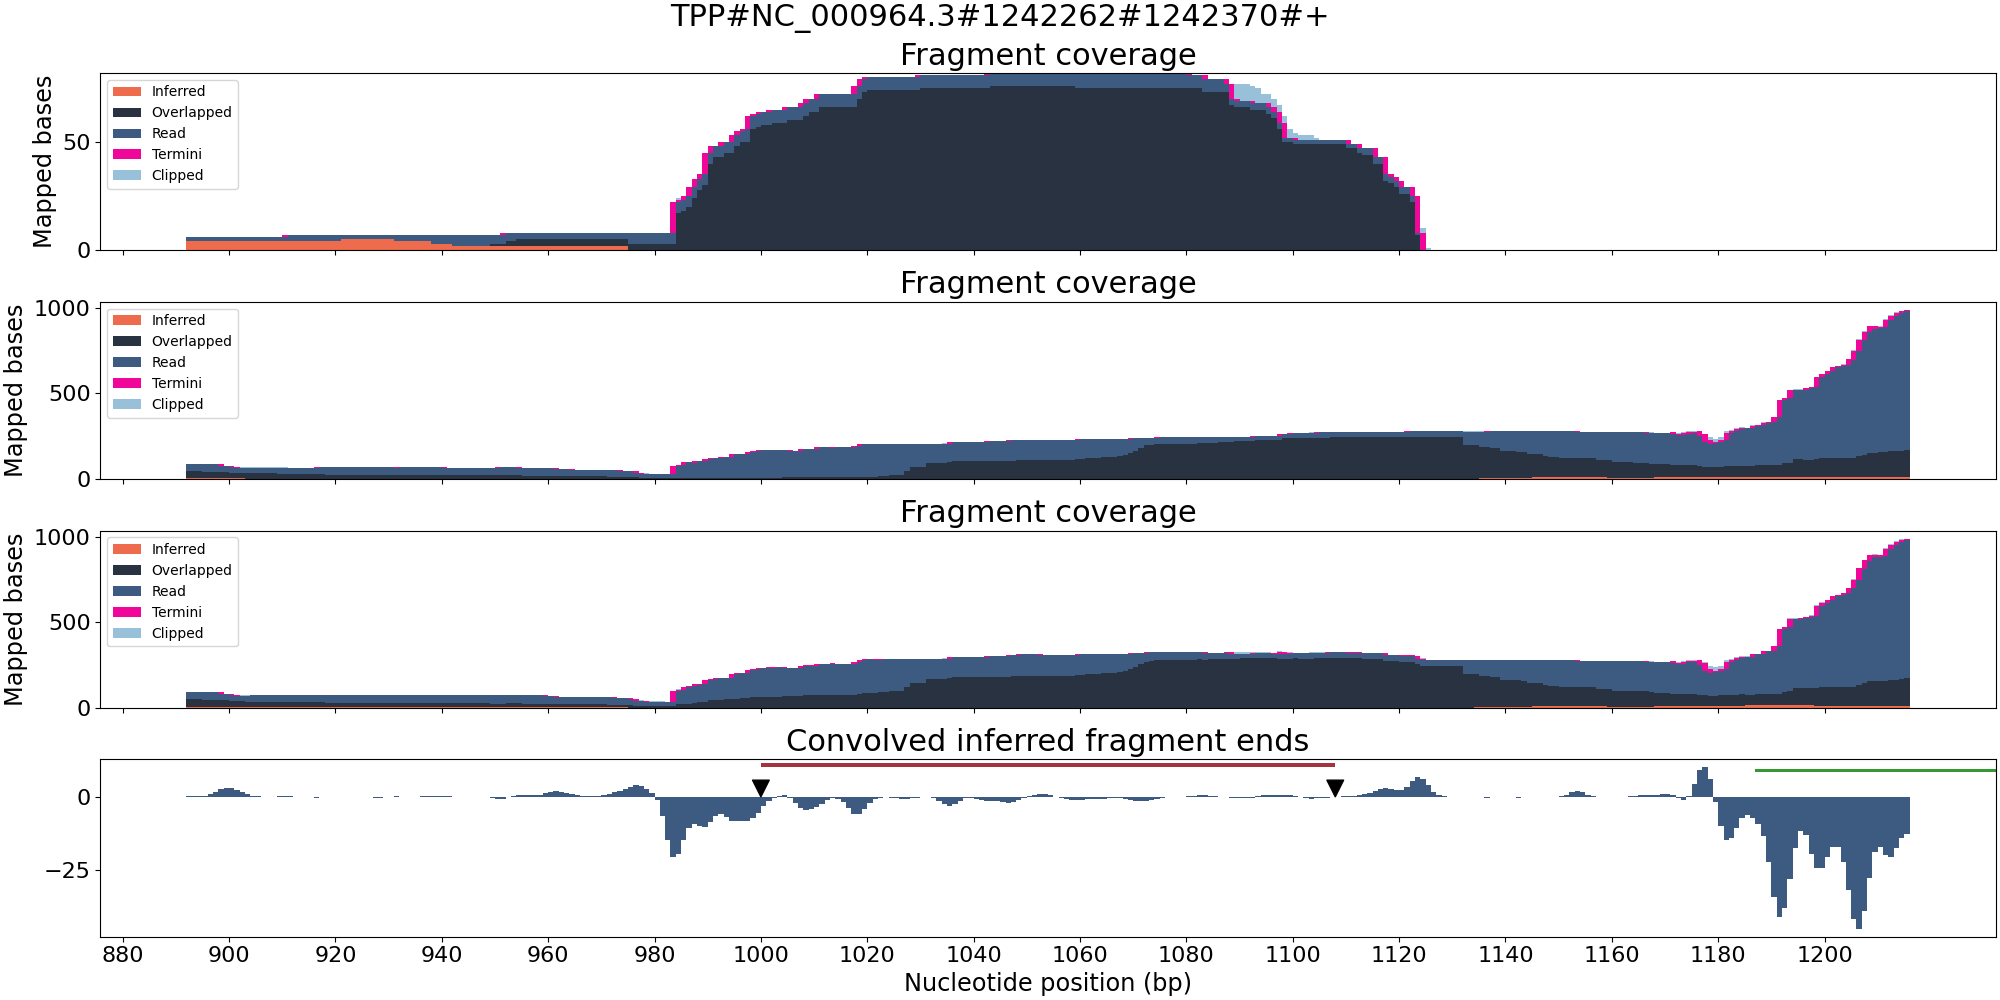 TPP#NC_000964.3#1242262#1242370#+
Fragment coverage
Mapped bases
50
0
Inferred
Overlapped
Read
Termini
Clipped
Fragment coverage
Mapped bases
1000
500
0
Inferred
Overlapped
Read
Termini
Clipped
Fragment coverage
Mapped bases
1000
500
0
Inferred
Overlapped
Read
Termini
Clipped
Convolved inferred fragment ends
0
−25
880 900 920 940 960 980 1000 1020 1040 1060 1080 1100 1120 1140 1160 1180 1200
Nucleotide position (bp)